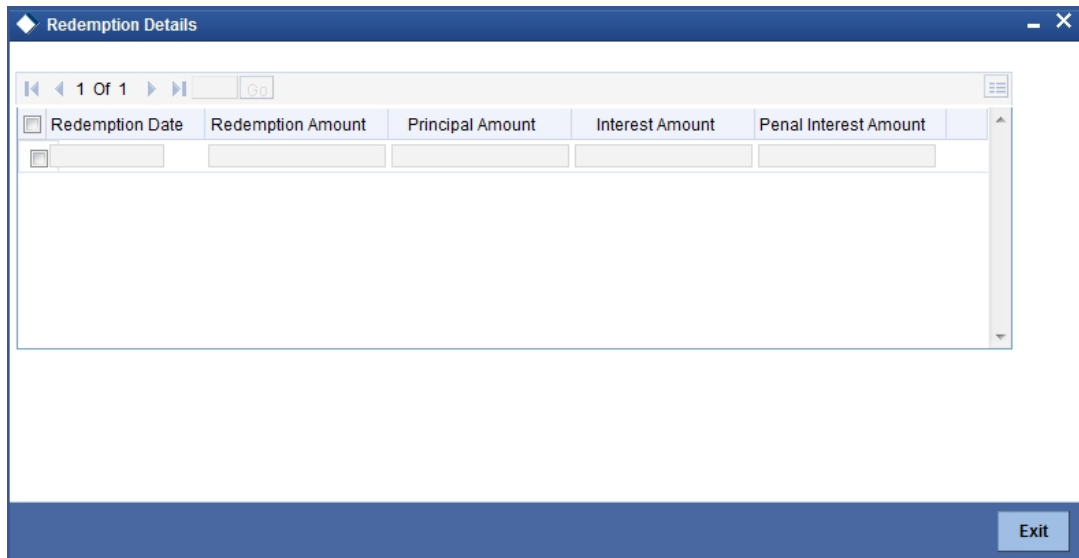 Redemption Details
1 Of 1 Go
Redemption Date Redemption Amount Principal Amount Interest Amount Penal Interest Amount
Exit